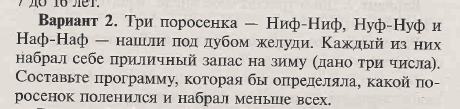 7 до 16 лет.
Вариант 2. Три поросенка — Ниф-Ниф, Нуф-Нуф и
Наф-Наф — нашли под дубом желуди. Каждый из них
набрал себе приличный запас на зиму (дано три числа).
Составьте программу, которая бы определяла, какой по-
росенок поленился и набрал меньше всех.